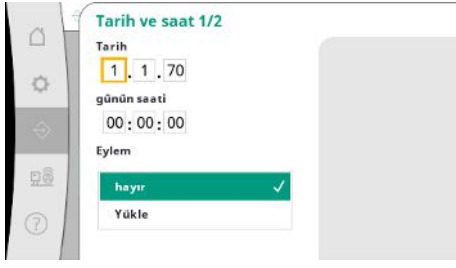 Tarih ve saat 1/2
Tarih
1 . 1 . 70
günün saati
00 : 00 : 00
Eylem
hayır
Yükle